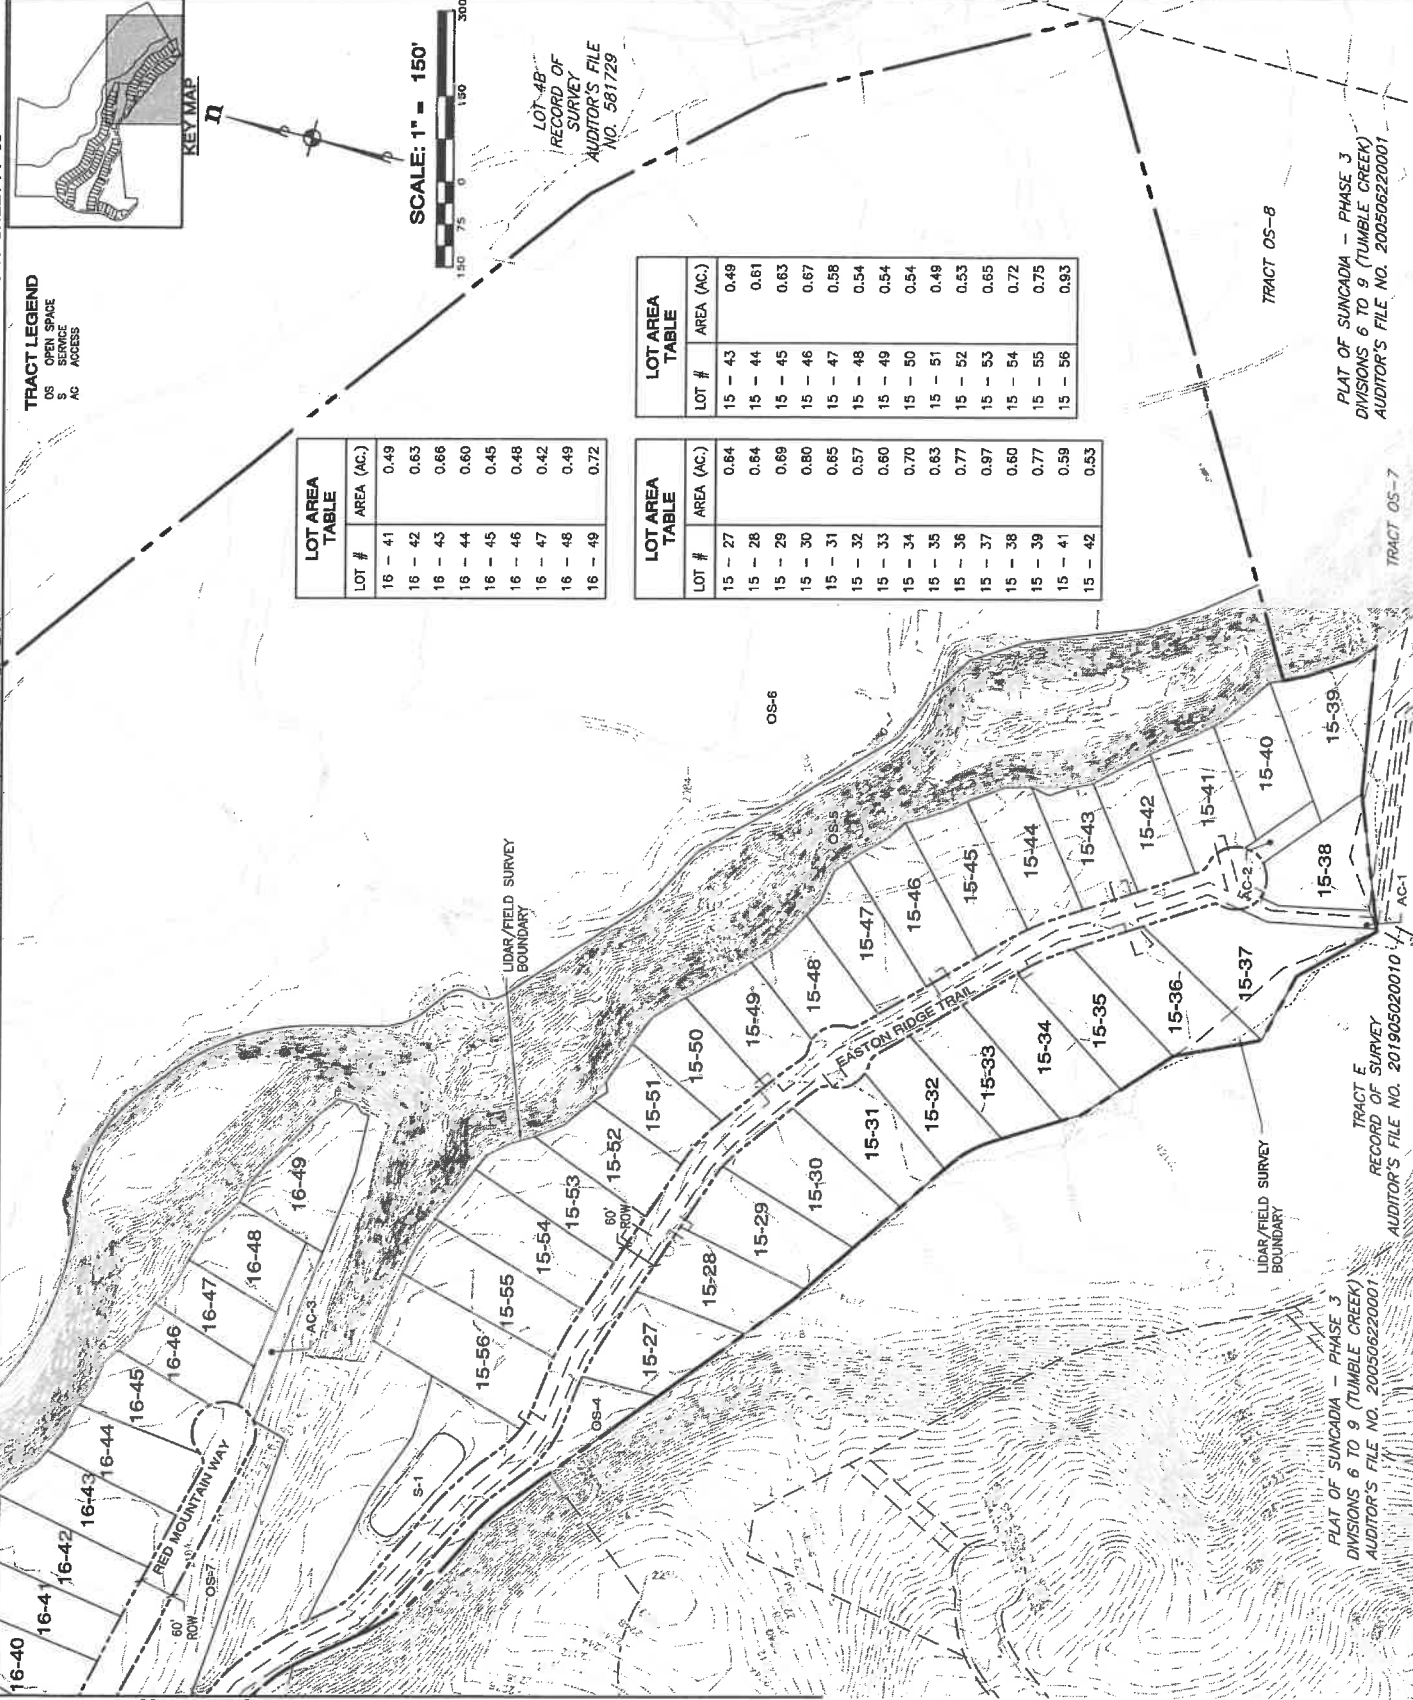 KEY MAP
n
SCALE: 1" = 150'
150 75 0 150 300
TRACT LEGEND
OS OPEN SPACE
S SERVICE
AC ACCESS
LOT 4B
RECORD OF
SURVEY
AUDITOR'S FILE
NO. 581729
LOT AREA
TABLE
LOT # AREA (AC.)
16 - 41 0.49
16 - 42 0.63
16 - 43 0.66
16 - 44 0.60
16 - 45 0.45
16 - 46 0.48
16 - 47 0.42
16 - 48 0.49
16 - 49 0.72
LOT AREA
TABLE
LOT # AREA (AC.)
15 - 27 0.64
15 - 28 0.64
15 - 29 0.69
15 - 30 0.80
15 - 31 0.65
15 - 32 0.57
15 - 33 0.60
15 - 34 0.70
15 - 35 0.63
15 - 36 0.77
15 - 37 0.97
15 - 38 0.60
15 - 39 0.77
15 - 41 0.59
15 - 42 0.53
LOT AREA
TABLE
LOT # AREA (AC.)
15 - 43 0.49
15 - 44 0.61
15 - 45 0.63
15 - 46 0.67
15 - 47 0.58
15 - 48 0.54
15 - 49 0.54
15 - 50 0.54
15 - 51 0.49
15 - 52 0.53
15 - 53 0.65
15 - 54 0.72
15 - 55 0.75
15 - 56 0.93
TRACT OS-8
PLAT OF SUNCADIA - PHASE 3
DIVISIONS 6 TO 9 (TUMBLE CREEK)
AUDITOR'S FILE NO. 200506220001
TRACT OS-7
OS-6
OS-5
LIDAR/FIELD SURVEY
BOUNDARY
16-40
16-41
16-42
16-43
16-44
16-45
16-46
16-47
16-48
16-49
RED MOUNTAIN WAY
60'
ROW
OS-7
AC-3
S-1
OS-4
15-56
15-55
15-54
15-53
15-52
15-51
15-50
15-49
15-48
15-47
15-46
15-45
15-44
15-43
15-42
15-41
15-40
15-39
15-38
60'
ROW
EASTON RIDGE TRAIL
AC-2
AC-1
15-27
15-28
15-29
15-30
15-31
15-32
15-33
15-34
15-35
15-36
15-37
LIDAR/FIELD SURVEY
BOUNDARY
TRACT E
RECORD OF SURVEY
AUDITOR'S FILE NO. 201905020010
PLAT OF SUNCADIA - PHASE 3
DIVISIONS 6 TO 9 (TUMBLE CREEK)
AUDITOR'S FILE NO. 200506220001